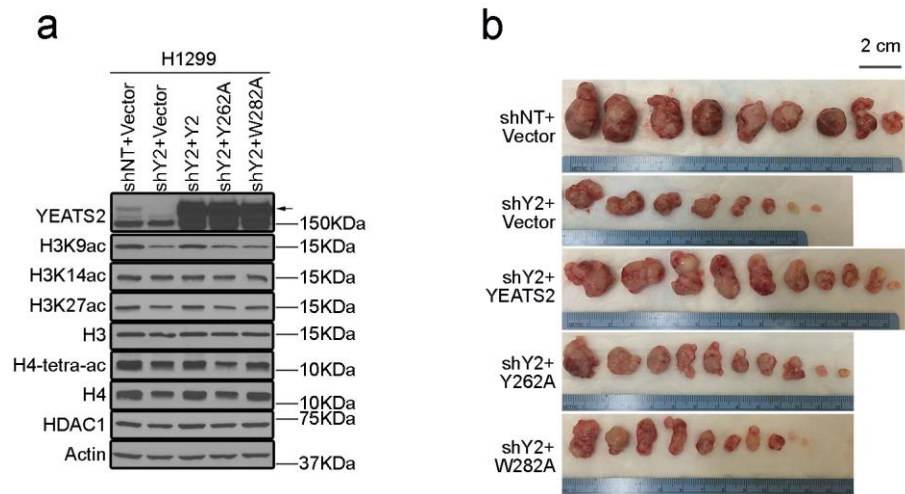 a
H1299
shNT+Vector
shY2+Vector
shY2+Y2
shY2+Y262A
shY2+W282A
YEATS2
150KDa
H3K9ac
15KDa
H3K14ac
15KDa
H3K27ac
15KDa
H3
15KDa
H4-tetra-ac
10KDa
H4
10KDa
HDAC1
75KDa
Actin
37KDa
b
2 cm
shNT+
Vector
shY2+
Vector
shY2+
YEATS2
shY2+
Y262A
shY2+
W282A